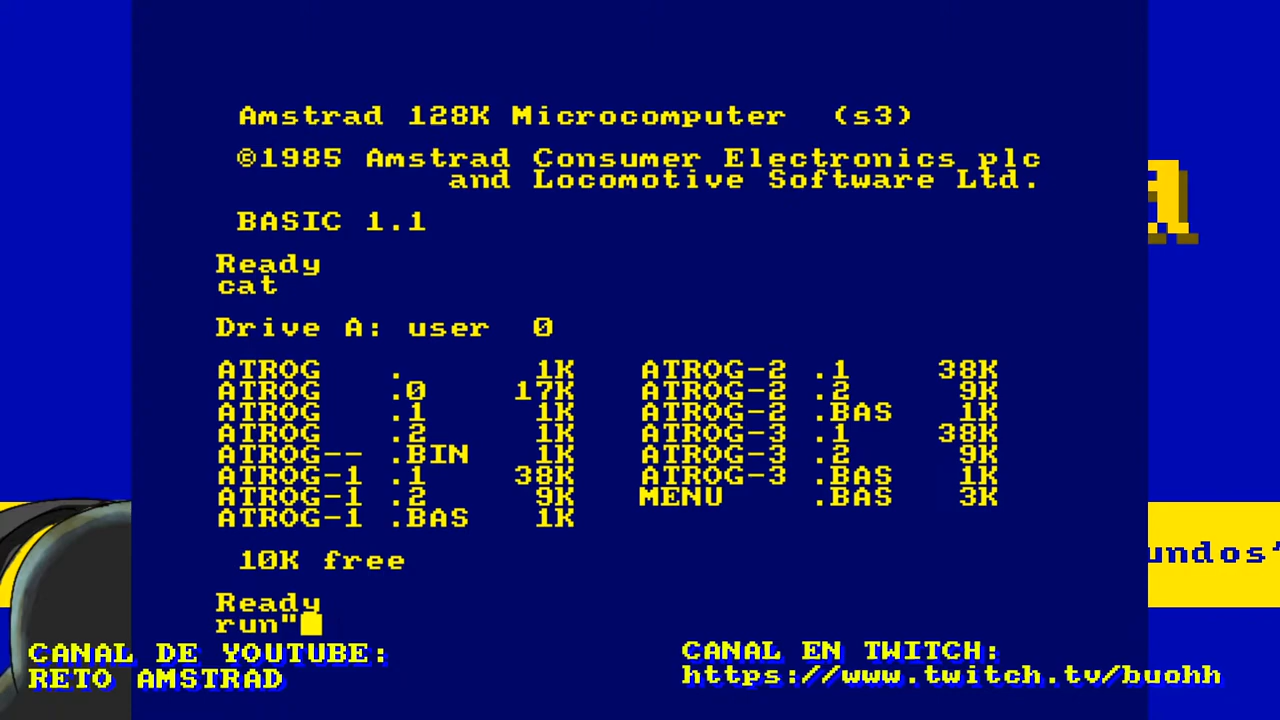 Amstrad 128K Microcomputer (s3)
©1985 Amstrad Consumer Electronics plc
and Locomotive Software Ltd.
BASIC 1.1
Ready
cat
Drive A: user 0
ATROG . 1K ATROG-2 .1 38K
ATROG .0 17K ATROG-2 .2 9K
ATROG .1 1K ATROG-2 .BAS 1K
ATROG .2 1K ATROG-3 .1 38K
ATROG-- .BIN 1K ATROG-3 .2 9K
ATROG-1 .1 38K ATROG-3 .BAS 1K
ATROG-1 .2 9K MENU .BAS 3K
ATROG-1 .BAS 1K
10K free
Ready
run"
CANAL DE YOUTUBE:
RETO AMSTRAD
CANAL EN TWITCH:
https://www.twitch.tv/buohh